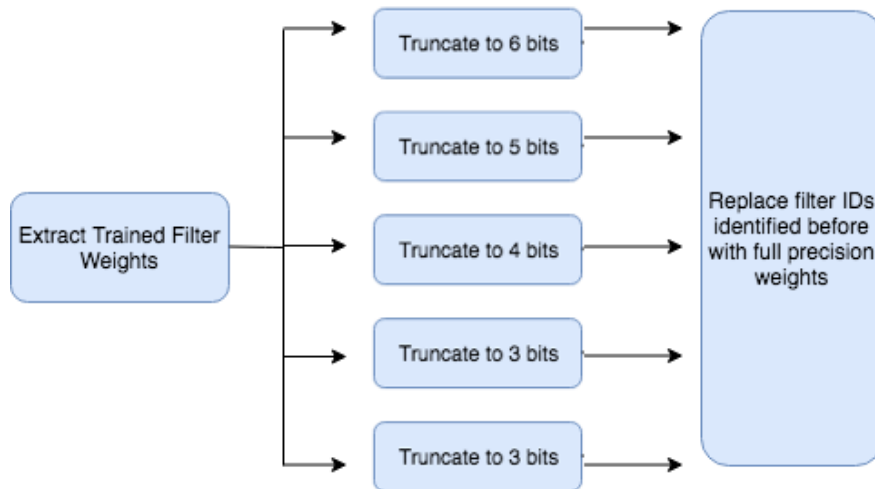 Extract Trained Filter
Weights
Truncate to 6 bits
Truncate to 5 bits
Truncate to 4 bits
Truncate to 3 bits
Truncate to 3 bits
Replace filter IDs
identified before
with full precision
weights